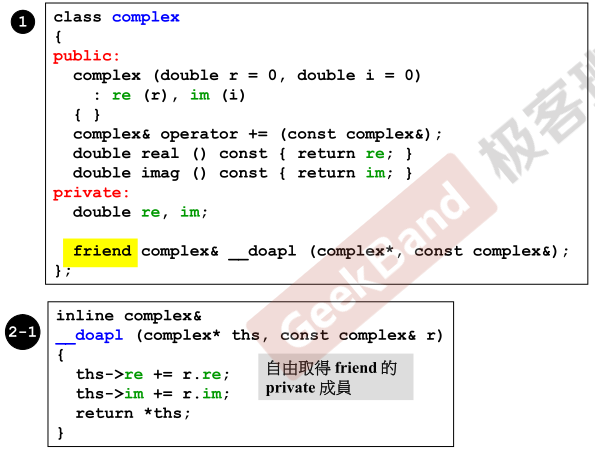 1
class complex
{
public:
complex (double r = 0, double i = 0)
: re (r), im (i)
{ }
complex& operator += (const complex&);
double real () const { return re; }
double imag () const { return im; }
private:
double re, im;
friend complex& __doapl (complex*, const complex&);
};
GeekBand 极客班
2-1
inline complex&
__doapl (complex* ths, const complex& r)
{
ths->re += r.re;
ths->im += r.im;
return *ths;
}
自由取得 friend 的
private 成員